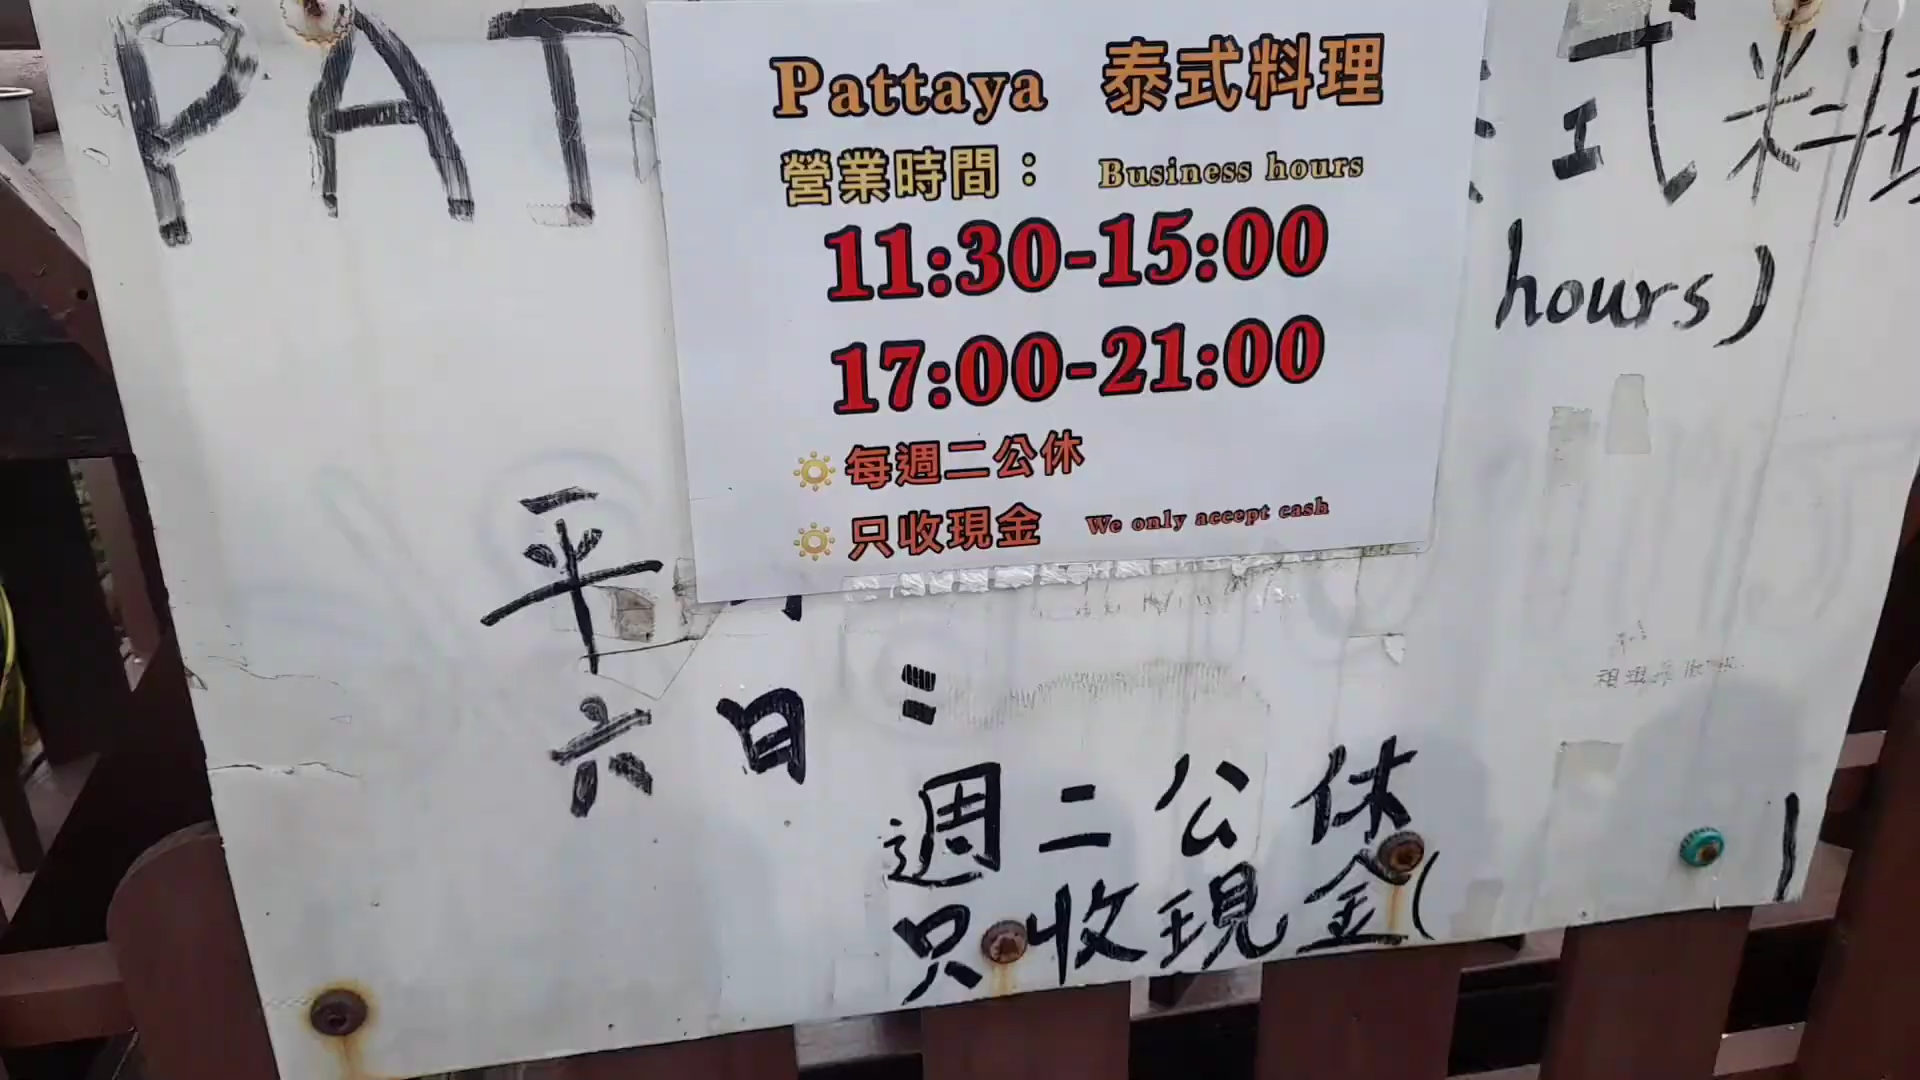 Pattaya 泰式料理
營業時間： Business hours
11:30-15:00
17:00-21:00
每週二公休
只收現金 We only accept cash
PAT 式料理
hours)
平
六 日 :
週二公休
只收現金(